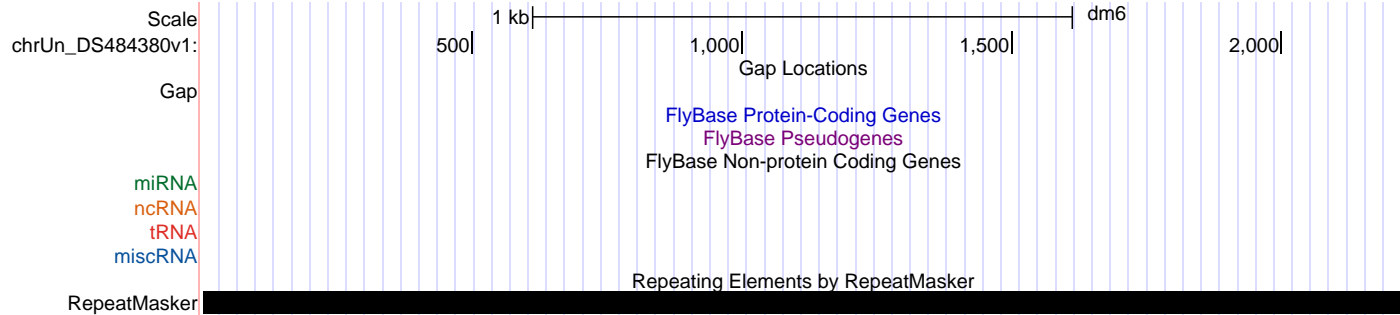 Scale 1 kb dm6
chrUn_DS484380v1: 500 1,000 1,500 2,000
Gap Locations
Gap
FlyBase Protein-Coding Genes
FlyBase Pseudogenes
FlyBase Non-protein Coding Genes
miRNA
ncRNA
tRNA
miscRNA
Repeating Elements by RepeatMasker
RepeatMasker